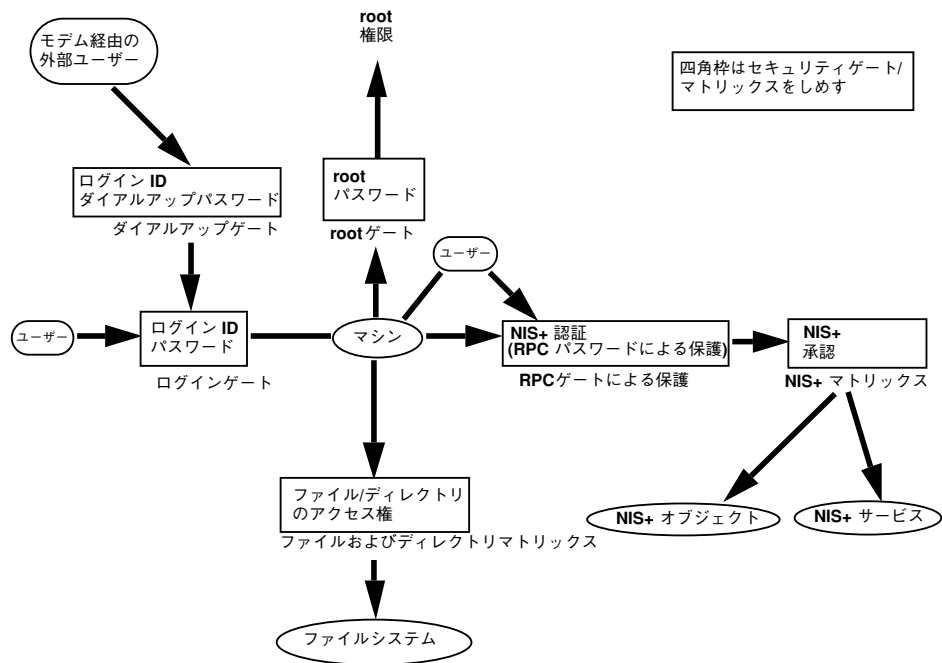 root
権限
モデム経由の
外部ユーザー
四角枠はセキュリティゲート/
マトリックスをしめす
ログイン ID
ダイアルアップパスワード
ダイアルアップゲート
root
パスワード
root ゲート
ユーザー
ユーザー
ログイン ID
パスワード
ログインゲート
マシン
NIS+ 認証
(RPC パスワードによる保護)
RPCゲートによる保護
NIS+
承認
NIS+ マトリックス
ファイル/ディレクトリ
のアクセス権
ファイルおよびディレクトリマトリックス
NIS+ オブジェクト
NIS+ サービス
ファイルシステム